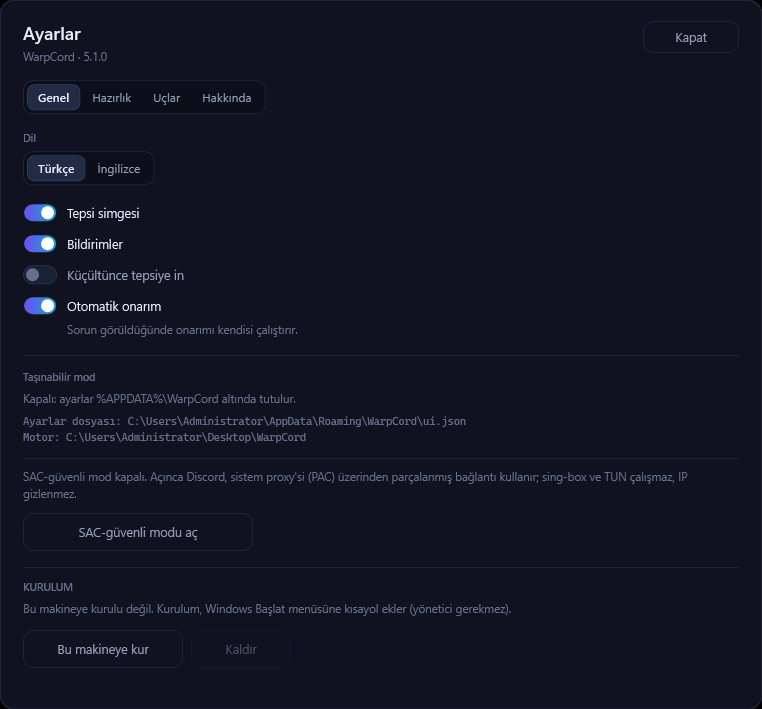 Ayarlar
Kapat
WarpCord · 5.1.0
Genel Hazırlık Uçlar Hakkında
Dil
Türkçe İngilizce
Tepsi simgesi
Bildirimler
Küçültünce tepsiye in
Otomatik onarım
Sorun görüldüğünde onarımı kendisi çalıştırır.
Taşınabilir mod
Kapalı: ayarlar %APPDATA%\WarpCord altında tutulur.
Ayarlar dosyası: C:\Users\Administrator\AppData\Roaming\WarpCord\ui.json
Motor: C:\Users\Administrator\Desktop\WarpCord
SAC-güvenli mod kapalı. Açınca Discord, sistem proxy'si (PAC) üzerinden parçalanmış bağlantı kullanır; sing-box ve TUN çalışmaz, IP
gizlenmez.
SAC-güvenli modu aç
KURULUM
Bu makineye kurulu değil. Kurulum, Windows Başlat menüsüne kısayol ekler (yönetici gerekmez).
Bu makineye kur Kaldır